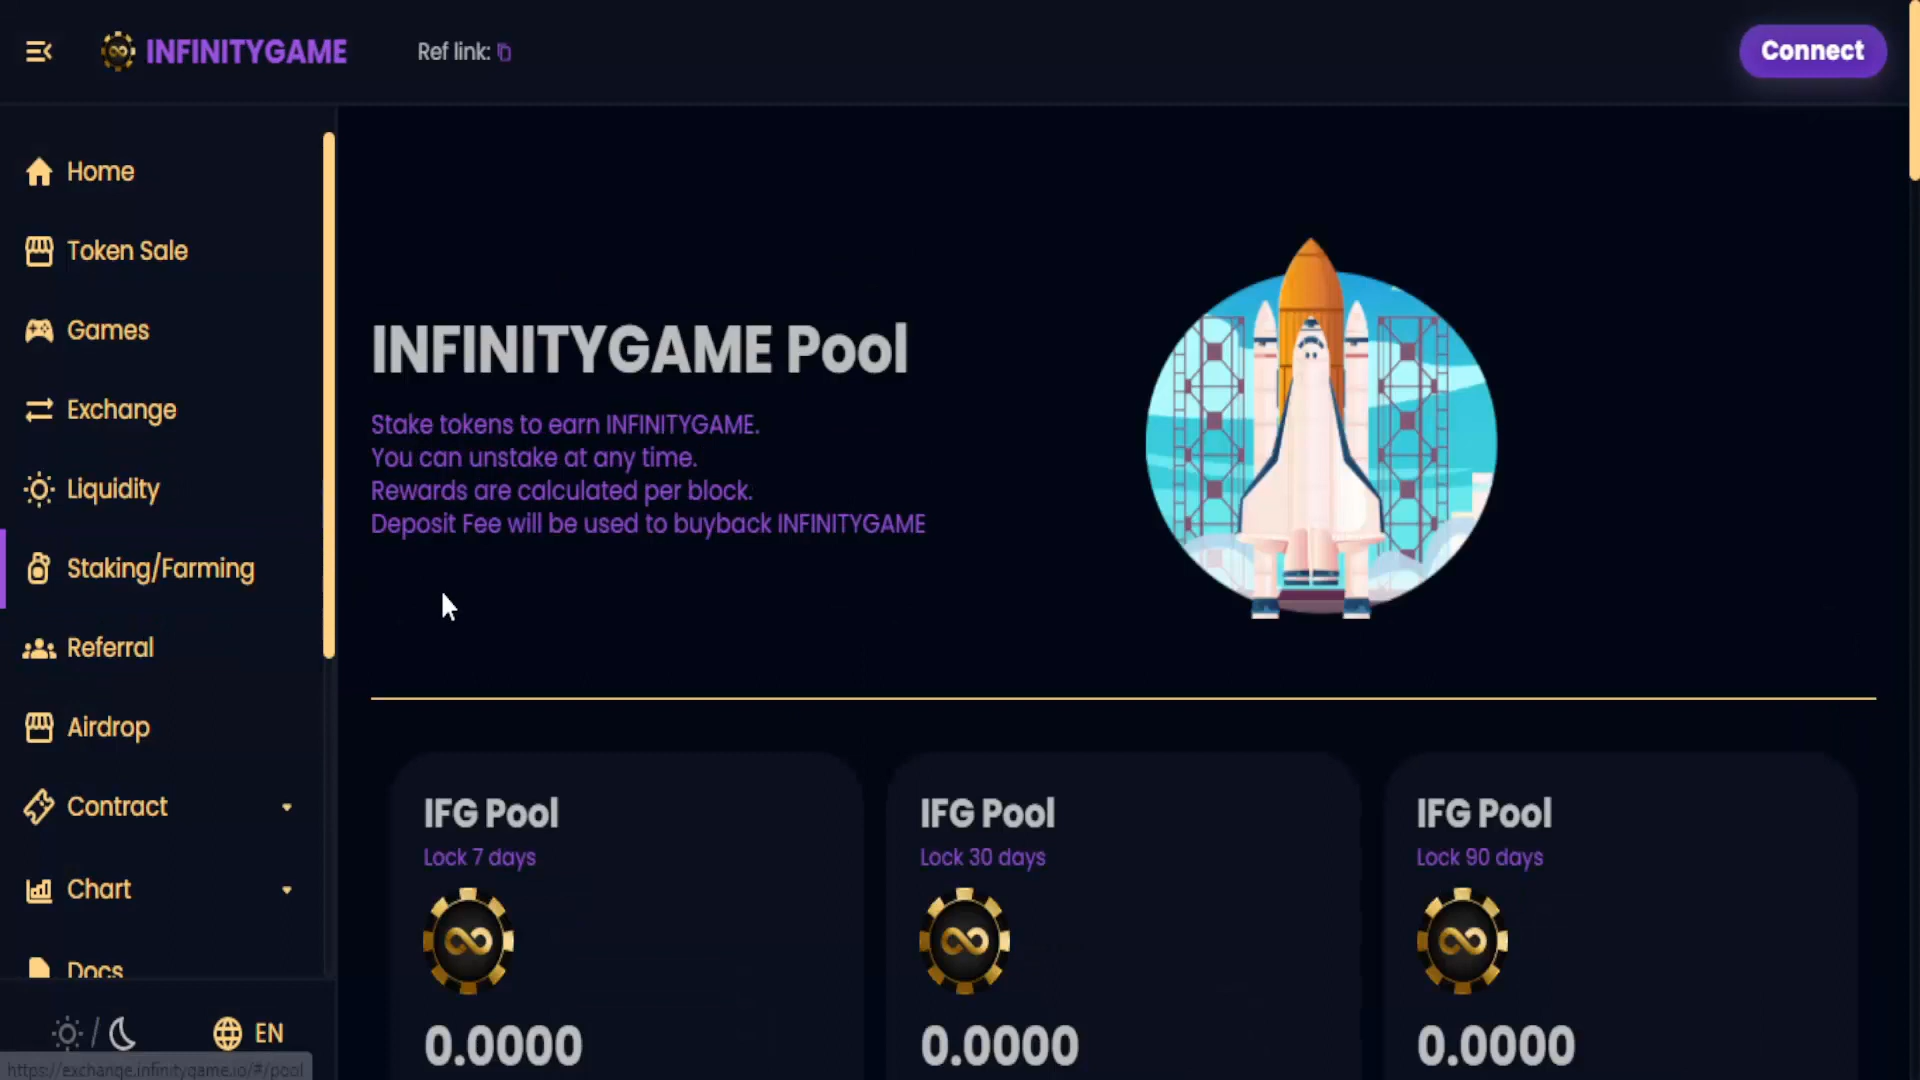 INFINITYGAME
Ref link:
Connect
Home
Token Sale
Games
Exchange
Liquidity
Staking/Farming
Referral
Airdrop
Contract
Chart
Docs
/
EN
https://exchange.infinitygame.io/#/pool
INFINITYGAME Pool
Stake tokens to earn INFINITYGAME.
You can unstake at any time.
Rewards are calculated per block.
Deposit Fee will be used to buyback INFINITYGAME
IFG Pool
Lock 7 days
0.0000
IFG Pool
Lock 30 days
0.0000
IFG Pool
Lock 90 days
0.0000